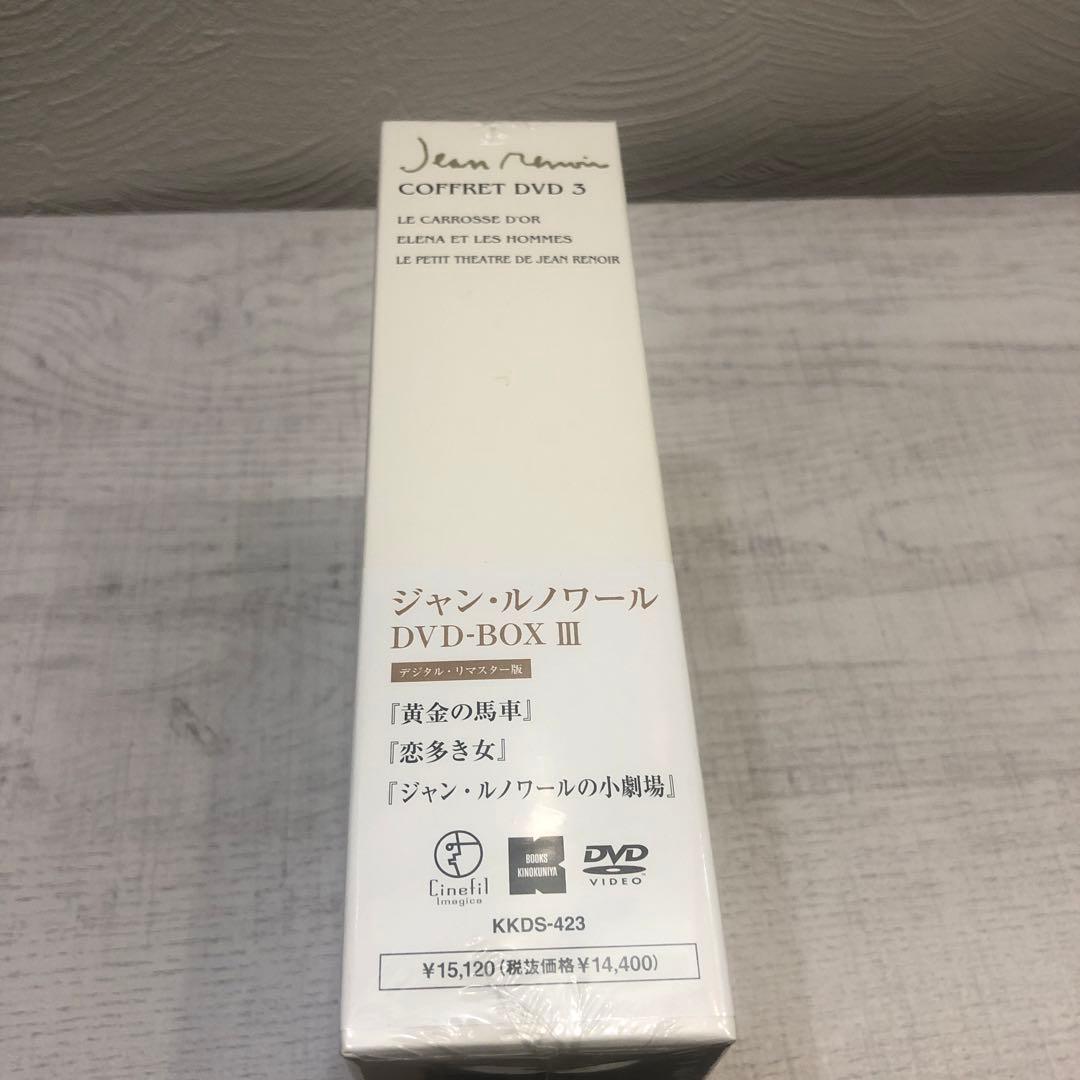 Jean Renoir
COFFRET DVD 3
LE CARROSSE D'OR
ELENA ET LES HOMMES
LE PETIT THEATRE DE JEAN RENOIR
ジャン・ルノワール
DVD-BOX III
デジタル・リマスター版
『黄金の馬車』
『恋多き女』
『ジャン・ルノワールの小劇場』
Cinefil
Imagica
BOOKS
KINOKUNIYA
DVD
VIDEO
KKDS-423
¥15,120(税抜価格¥14,400)